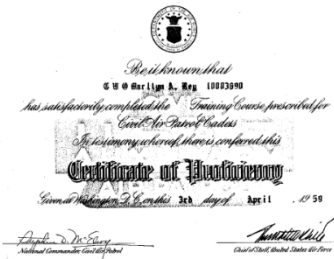 Be it known that
C W O Marilyn A. Rey 10003690
has satisfactorily completed the Training Course prescribed for
Civil Air Patrol Cadets
In testimony whereof, there is conferred this
Certificate of Proficiency
Given at Washington D.C. on this 3rd day of April , 1959
National Commander, Civil Air Patrol
Chief of Staff, United States Air Force